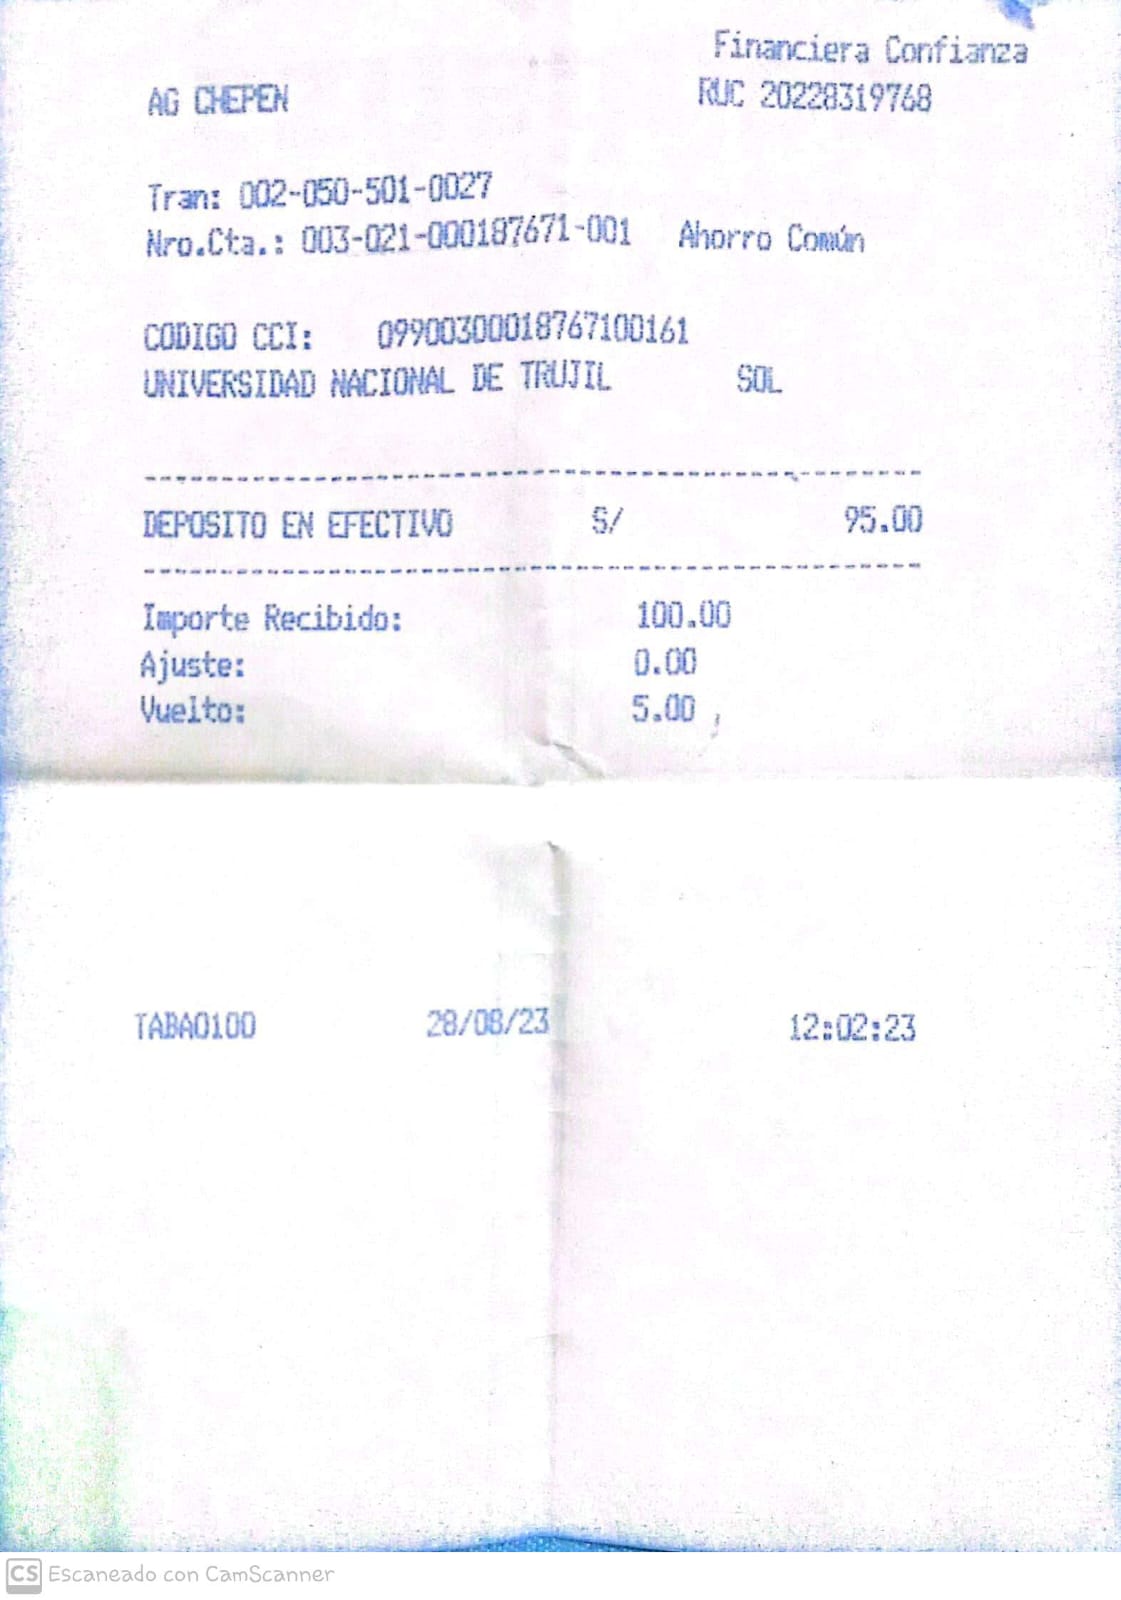 Financiera Confianza
AG CHEPEN RUC 20228319768
Tran: 002-050-501-0027
Nro.Cta.: 003-021-000187671-001 Ahorro Común
CODIGO CCI: 09900300018767100161
UNIVERSIDAD NACIONAL DE TRUJIL SOL
DEPOSITO EN EFECTIVO S/ 95.00
Importe Recibido: 100.00
Ajuste: 0.00
Vuelto: 5.00
TABAO100 28/08/23 12:02:23
CS Escaneado con CamScanner